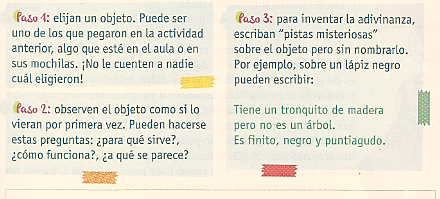 Paso 1: elijan un objeto. Puede ser
uno de los que pegaron en la actividad
anterior, algo que esté en el aula o en
sus mochilas. ¡No le cuenten a nadie
cuál eligieron!
Paso 2: observen el objeto como si lo
vieran por primera vez. Pueden hacerse
estas preguntas: ¿para qué sirve?,
¿cómo funciona?, ¿a qué se parece?
Paso 3: para inventar la adivinanza,
escriban “pistas misteriosas”
sobre el objeto pero sin nombrarlo.
Por ejemplo, sobre un lápiz negro
pueden escribir:
Tiene un tronquito de madera
pero no es un árbol.
Es finito, negro y puntiagudo.